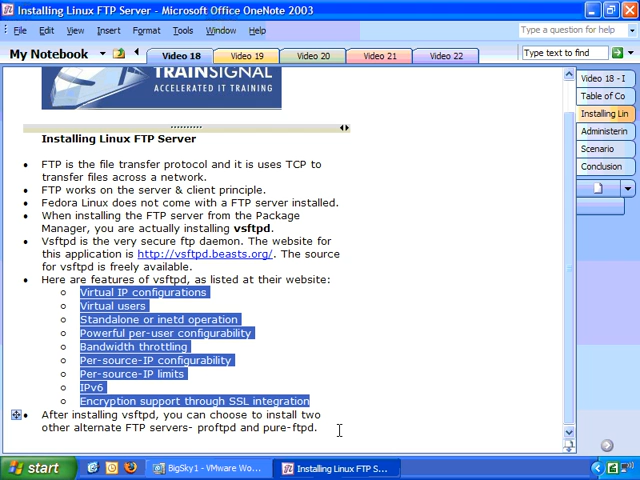 Installing Linux FTP Server - Microsoft Office OneNote 2003
File Edit View Insert Format Tools Window Help
Type a question for help
My Notebook
Video 18 Video 19 Video 20 Video 21 Video 22
Type text to find
TRAINSIGNAL
ACCELERATED IT TRAINING
Installing Linux FTP Server
• FTP is the file transfer protocol and it is uses TCP to
transfer files across a network.
• FTP works on the server & client principle.
• Fedora Linux does not come with a FTP server installed.
• When installing the FTP server from the Package
Manager, you are actually installing vsftpd.
• Vsftpd is the very secure ftp daemon. The website for
this application is http://vsftpd.beasts.org/. The source
for vsftpd is freely available.
• Here are features of vsftpd, as listed at their website:
o Virtual IP configurations
o Virtual users
o Standalone or inetd operation
o Powerful per-user configurability
o Bandwidth throttling
o Per-source-IP configurability
o Per-source-IP limits
o IPv6
o Encryption support through SSL integration
• After installing vsftpd, you can choose to install two
other alternate FTP servers- proftpd and pure-ftpd.
Video 18 - I
Table of Co
Installing Lin
Administerin
Scenario
Conclusion
start
BigSky1 - VMware Wo...
Installing Linux FTP S...